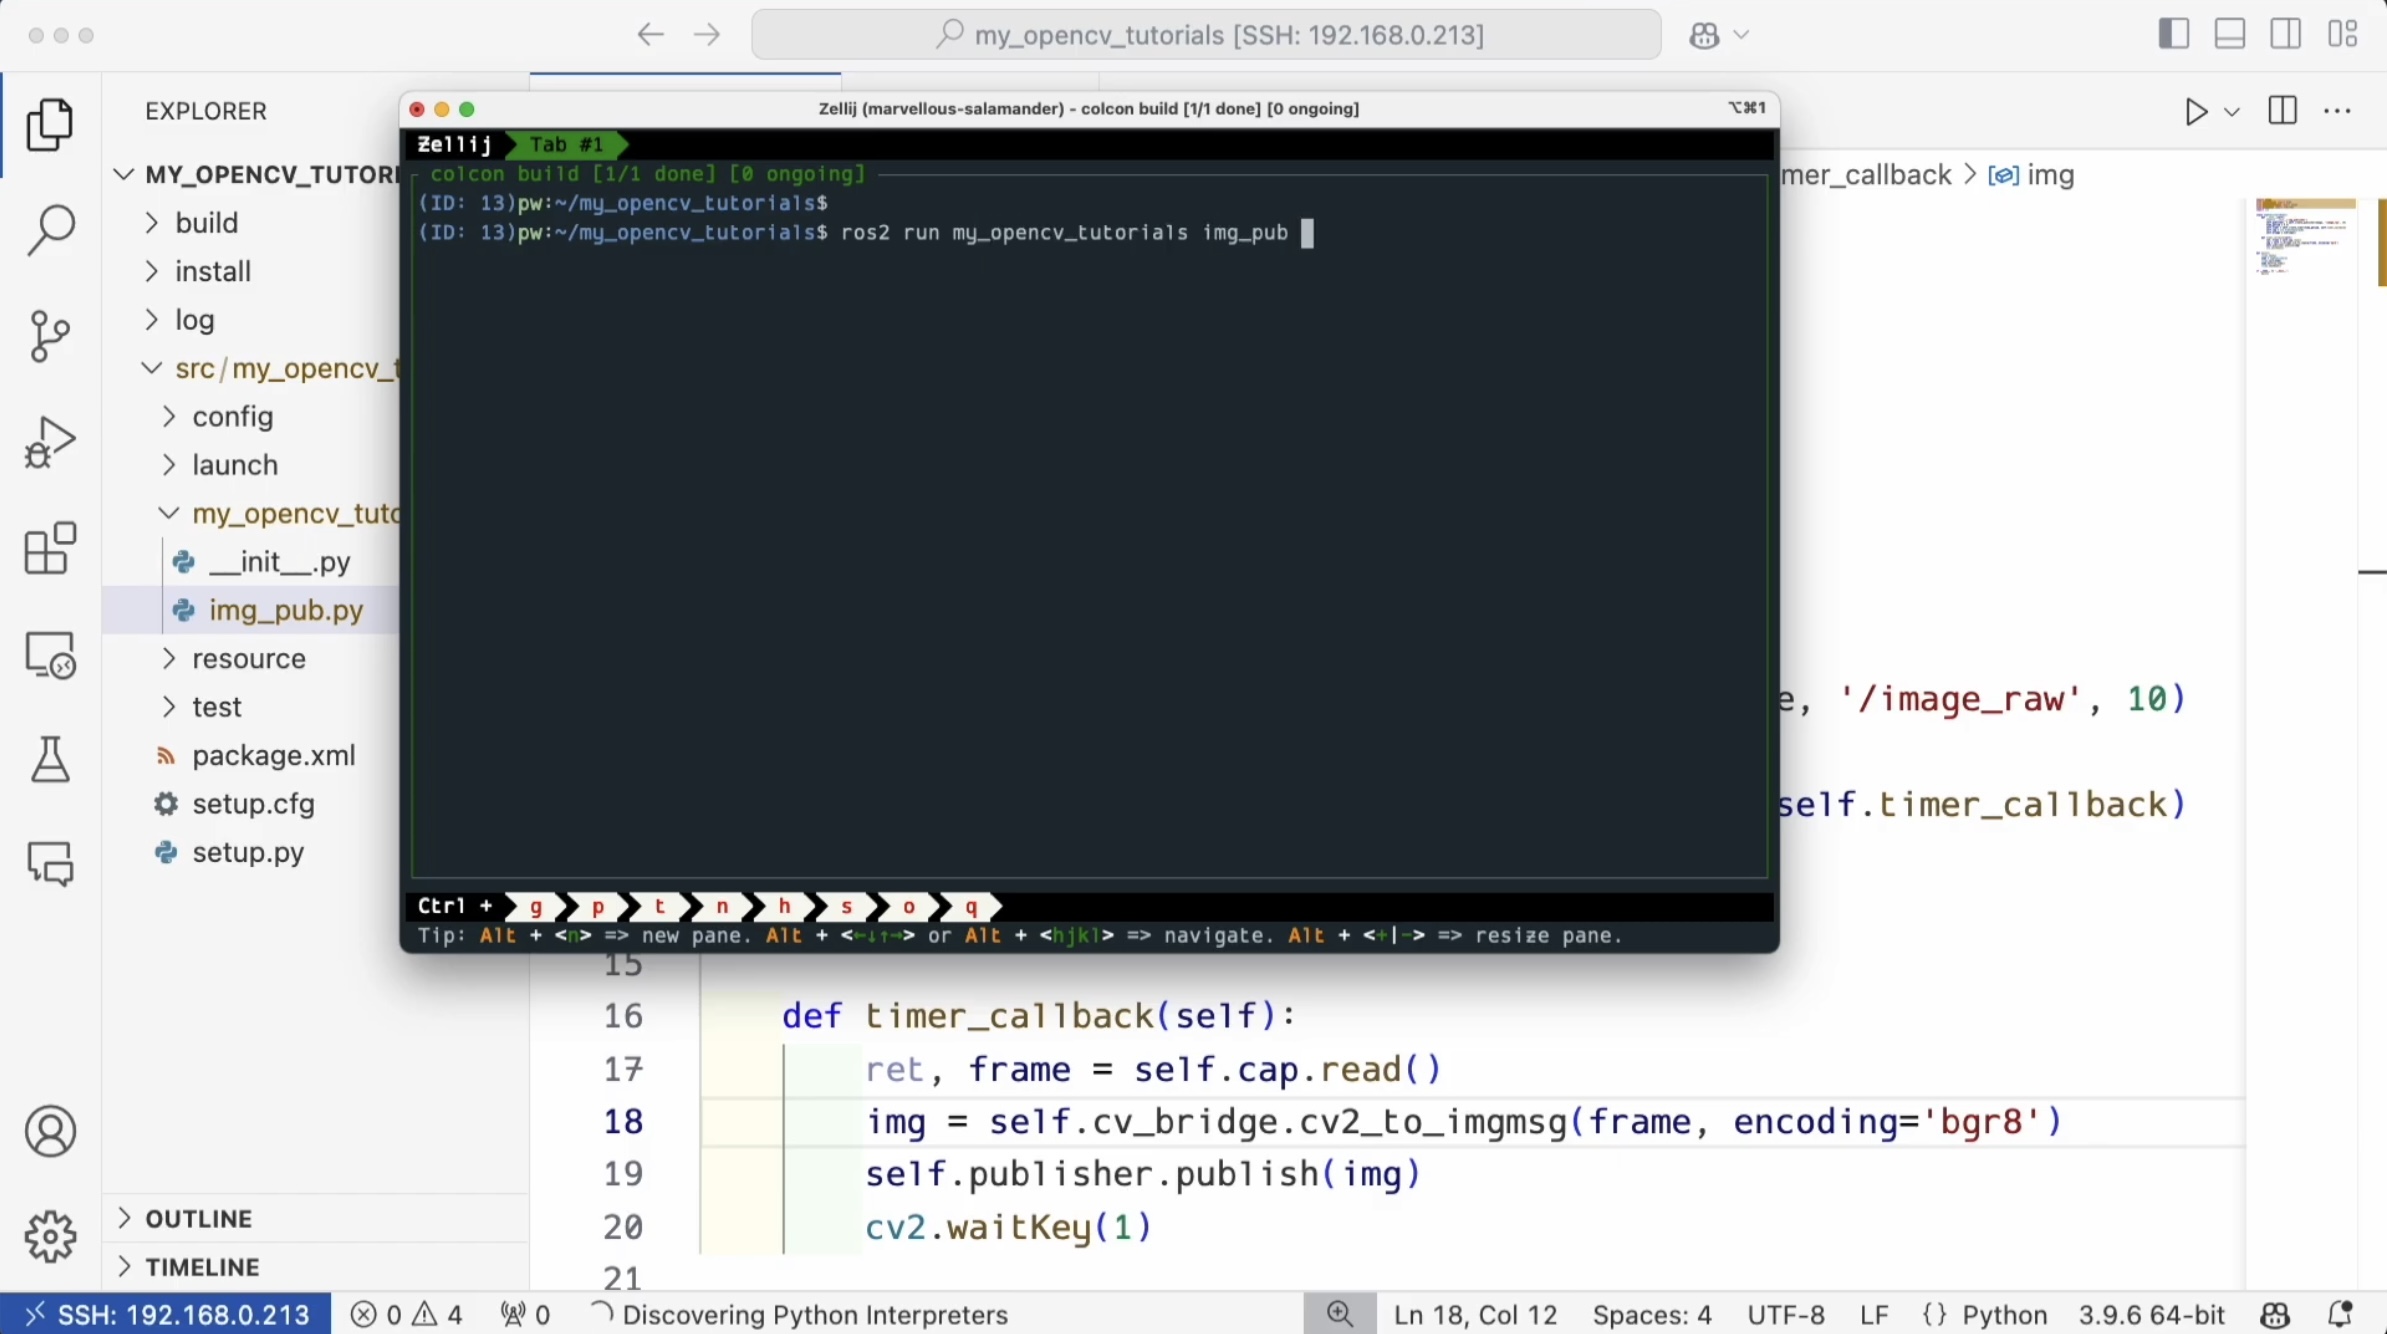 my_opencv_tutorials [SSH: 192.168.0.213]
EXPLORER
MY_OPENCV_TUTORI
build
install
log
src/my_opencv_t
config
launch
my_opencv_tuto
__init__.py
img_pub.py
resource
test
package.xml
setup.cfg
setup.py
OUTLINE
TIMELINE
Zellij (marvellous-salamander) - colcon build [1/1 done] [0 ongoing]
⌥⌘1
Zellij Tab #1
colcon build [1/1 done] [0 ongoing]
(ID: 13)pw:~/my_opencv_tutorials$
(ID: 13)pw:~/my_opencv_tutorials$ ros2 run my_opencv_tutorials img_pub
Ctrl + g p t n h s o q
Tip: Alt + <n> => new pane. Alt + <←↓↑→> or Alt + <hjkl> => navigate. Alt + <+|-> => resize pane.
mer_callback > img
e, '/image_raw', 10)
self.timer_callback)
15
16 def timer_callback(self):
17 ret, frame = self.cap.read()
18 img = self.cv_bridge.cv2_to_imgmsg(frame, encoding='bgr8')
19 self.publisher.publish(img)
20 cv2.waitKey(1)
21
SSH: 192.168.0.213 0 4 0 Discovering Python Interpreters Ln 18, Col 12 Spaces: 4 UTF-8 LF {} Python 3.9.6 64-bit